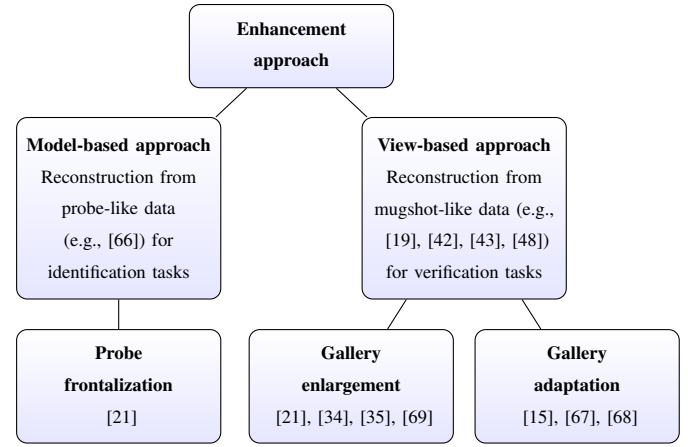 Enhancement
approach
Model-based approach
Reconstruction from
probe-like data
(e.g., [66]) for
identification tasks
View-based approach
Reconstruction from
mugshot-like data (e.g.,
[19], [42], [43], [48])
for verification tasks
Probe
frontalization
[21]
Gallery
enlargement
[21], [34], [35], [69]
Gallery
adaptation
[15], [67], [68]